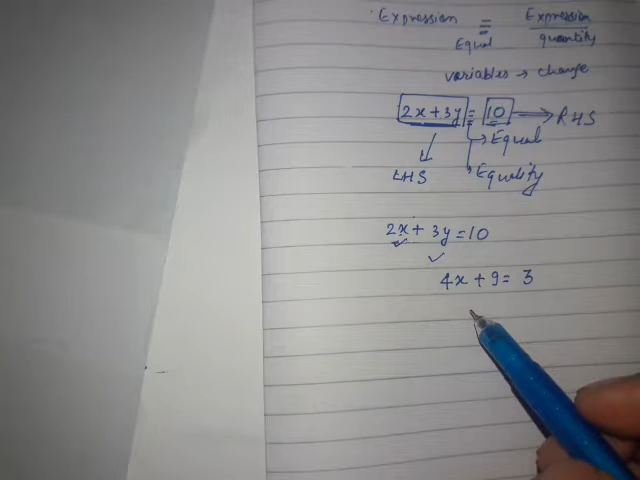 Expression = Expression
Equal quantity
variables → change
2x+3y = 10 → RHS
→ Equal
LHS → Equality
2x + 3y = 10
4x + 9 = 3